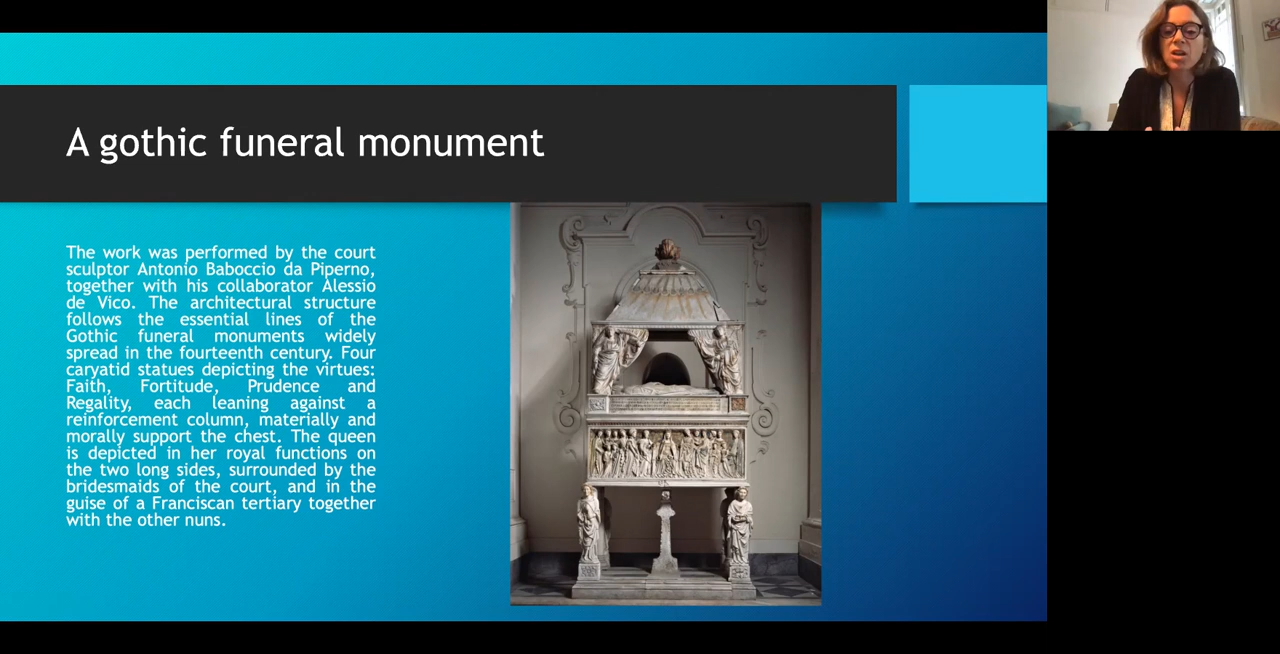 A gothic funeral monument
The work was performed by the court
sculptor Antonio Baboccio da Piperno,
together with his collaborator Alessio
de Vico. The architectural structure
follows the essential lines of the
Gothic funeral monuments widely
spread in the fourteenth century. Four
caryatid statues depicting the virtues:
Faith, Fortitude, Prudence and
Regality, each leaning against a
reinforcement column, materially and
morally support the chest. The queen
is depicted in her royal functions on
the two long sides, surrounded by the
bridesmaids of the court, and in the
guise of a Franciscan tertiary together
with the other nuns.